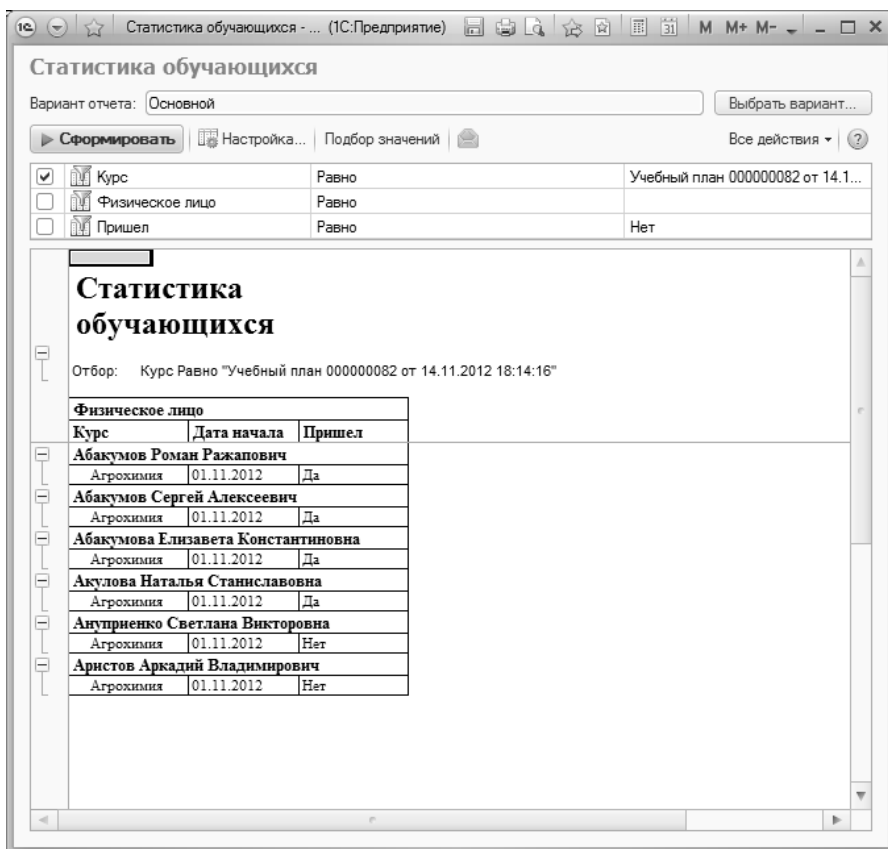 Статистика обучающихся - ... (1С:Предприятие) 31 M M+ M-
Статистика обучающихся
Вариант отчета: Основной Выбрать вариант...
Сформировать Настройка... Подбор значений Все действия ?
Курс Равно Учебный план 000000082 от 14.1...
Физическое лицо Равно
Пришел Равно Нет
Статистика
обучающихся
Отбор: Курс Равно "Учебный план 000000082 от 14.11.2012 18:14:16"
Физическое лицо
Курс Дата начала Пришел
Абакумов Роман Ражапович
Агрохимия 01.11.2012 Да
Абакумов Сергей Алексеевич
Агрохимия 01.11.2012 Да
Абакумова Елизавета Константиновна
Агрохимия 01.11.2012 Да
Акулова Наталья Станиславовна
Агрохимия 01.11.2012 Да
Ануприенко Светлана Викторовна
Агрохимия 01.11.2012 Нет
Аристов Аркадий Владимирович
Агрохимия 01.11.2012 Нет